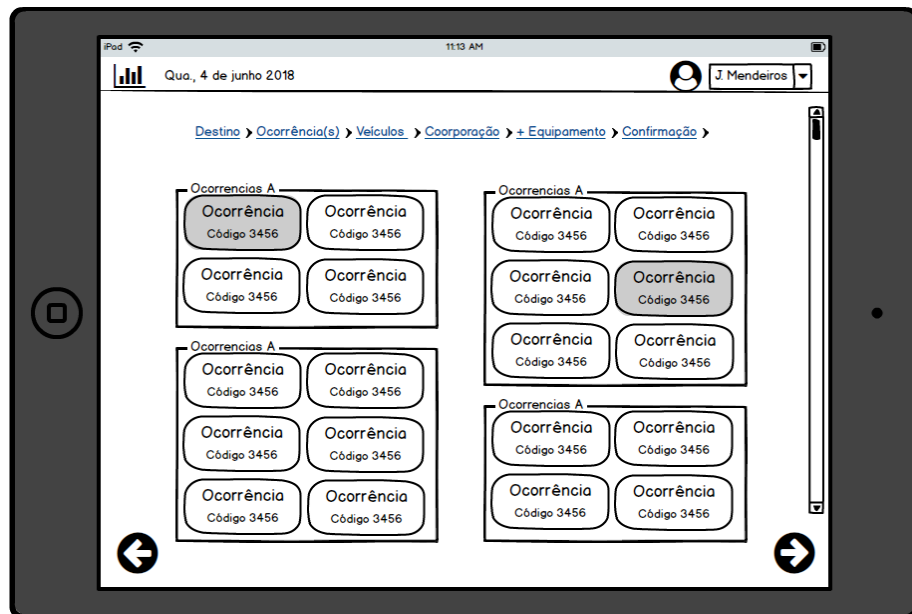 iPad 11:13 AM
Qua., 4 de junho 2018 J. Mendeiros
Destino Ocorrência(s) Veículos Coorporação + Equipamento Confirmação
Ocorrencias A
Ocorrência Ocorrência
Código 3456 Código 3456
Ocorrência Ocorrência
Código 3456 Código 3456
Ocorrencias A
Ocorrência Ocorrência
Código 3456 Código 3456
Ocorrência Ocorrência
Código 3456 Código 3456
Ocorrência Ocorrência
Código 3456 Código 3456
Ocorrencias A
Ocorrência Ocorrência
Código 3456 Código 3456
Ocorrência Ocorrência
Código 3456 Código 3456
Ocorrência Ocorrência
Código 3456 Código 3456
Ocorrencias A
Ocorrência Ocorrência
Código 3456 Código 3456
Ocorrência Ocorrência
Código 3456 Código 3456